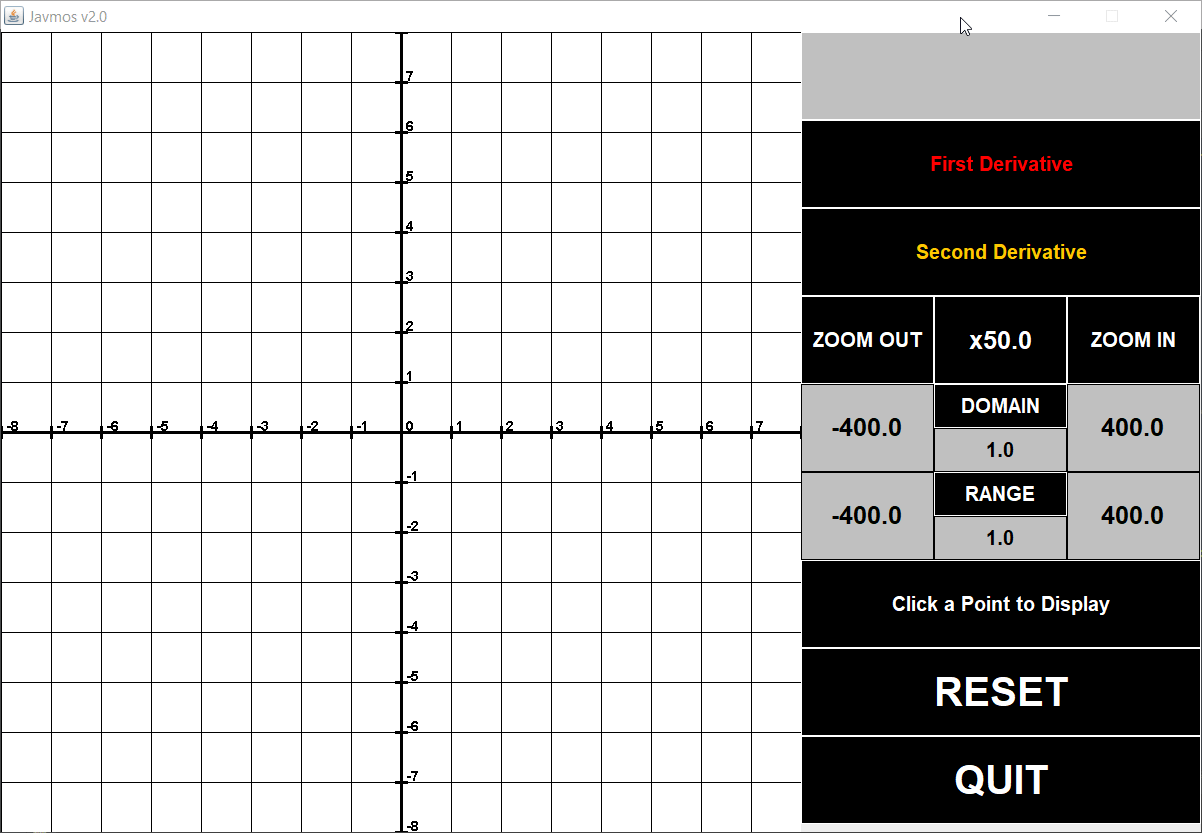 Javmos v2.0
7
6
5
4
3
2
1
-8 -7 -6 -5 -4 -3 -2 -1 0 1 2 3 4 5 6 7
-1
-2
-3
-4
-5
-6
-7
-8
First Derivative
Second Derivative
ZOOM OUT x50.0 ZOOM IN
DOMAIN
-400.0 400.0
1.0
RANGE
-400.0 400.0
1.0
Click a Point to Display
RESET
QUIT